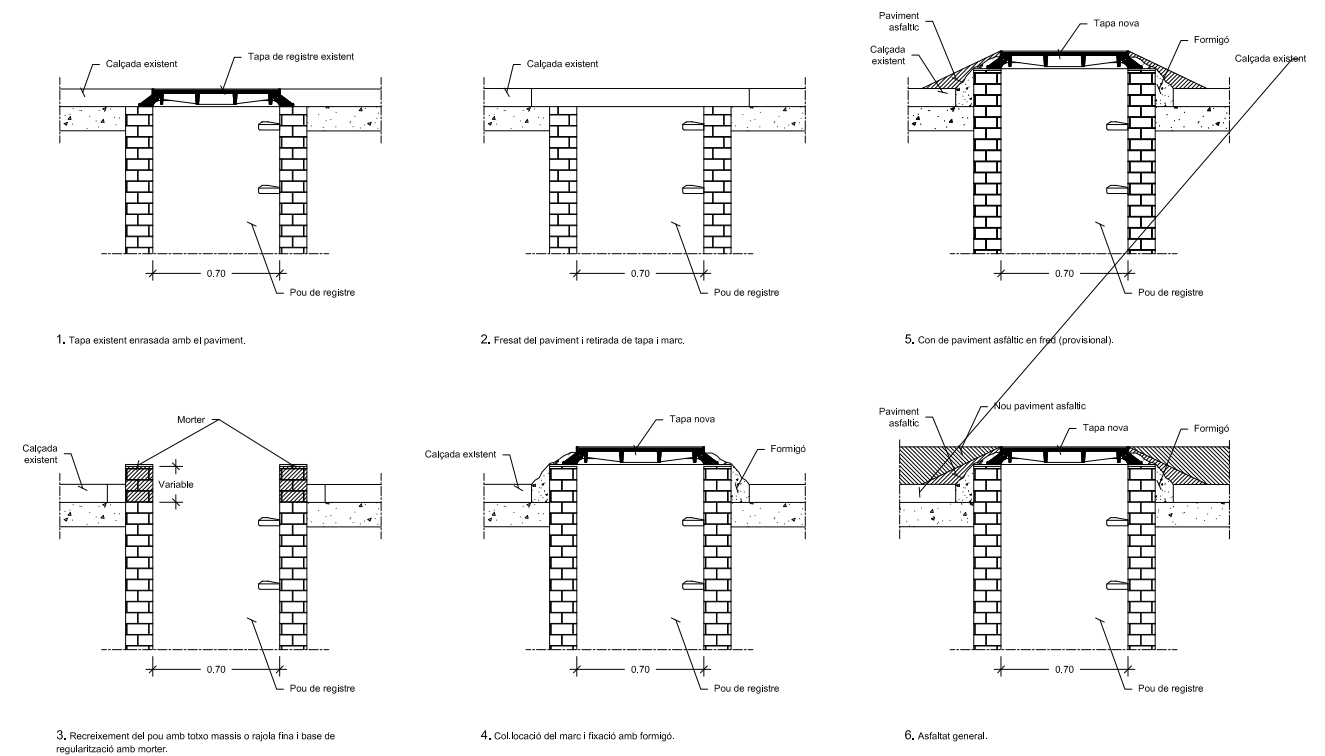 Calçada existent
Tapa de registre existent
0.70
Pou de registre
1. Tapa existent enrasada amb el paviment.
Calçada existent
0.70
Pou de registre
2. Fresat del paviment i retirada de tapa i marc.
Paviment
asfaltic
Tapa nova
Calçada
existent
Formigó
Calçada existent
0.70
Pou de registre
5. Con de paviment asfàltic en fred (provisional).
Morter
Calçada
existent
Variable
0.70
Pou de registre
3. Recreixement del pou amb totxo massis o rajola fina i base de
regularització amb morter.
Tapa nova
Calçada existent
Formigó
0.70
Pou de registre
4. Col.locació del marc i fixació amb formigó.
Nou paviment asfaltic
Paviment
asfaltic
Tapa nova
Formigó
0.70
Pou de registre
6. Asfaltat general.